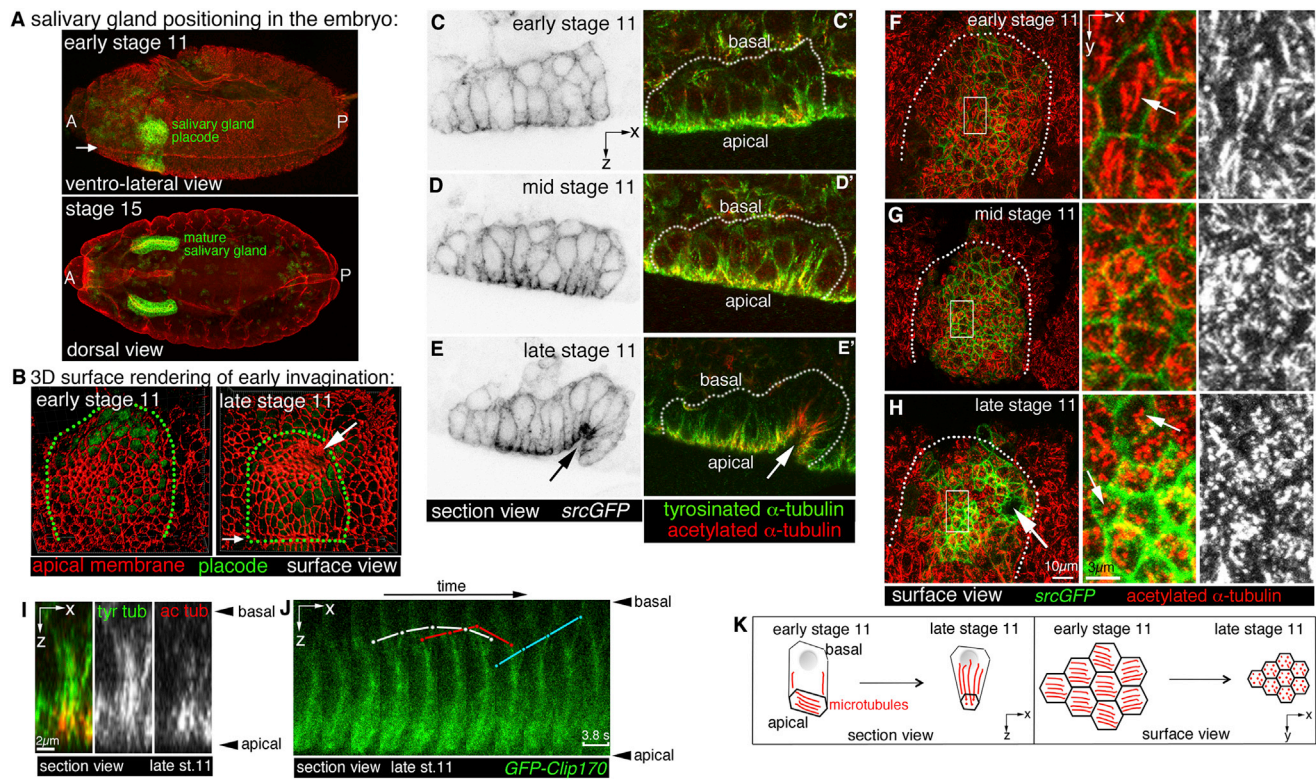 A salivary gland positioning in the embryo:
early stage 11
A
P
salivary gland
placode
ventro-lateral view
stage 15
mature
salivary gland
A
P
dorsal view
B 3D surface rendering of early invagination:
early stage 11
late stage 11
apical membrane placode surface view
C early stage 11
x
z
C'
basal
apical
D mid stage 11
D'
basal
apical
E late stage 11
E'
basal
apical
section view srcGFP
tyrosinated α-tubulin
acetylated α-tubulin
F early stage 11
x
y
G mid stage 11
H late stage 11
10μm
3μm
surface view srcGFP acetylated α-tubulin
I
x
z
tyr tub
ac tub
basal
apical
2μm
section view late st.11
time
J
x
z
basal
3.8 s
apical
section view late st.11 GFP-Clip170
K
early stage 11
late stage 11
basal
microtubules
apical
x
z
section view
early stage 11
late stage 11
x
y
surface view